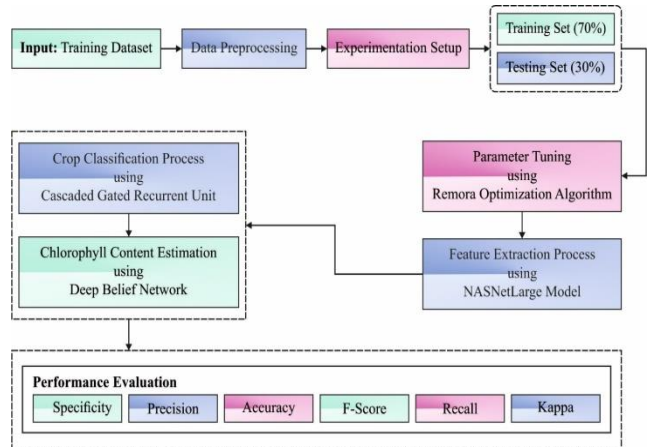 Input: Training Dataset
Data Preprocessing
Experimentation Setup
Training Set (70%)
Testing Set (30%)
Crop Classification Process
using
Cascaded Gated Recurrent Unit
Parameter Tuning
using
Remora Optimization Algorithm
Chlorophyll Content Estimation
using
Deep Belief Network
Feature Extraction Process
using
NASNetLarge Model
Performance Evaluation
Specificity
Precision
Accuracy
F-Score
Recall
Kappa